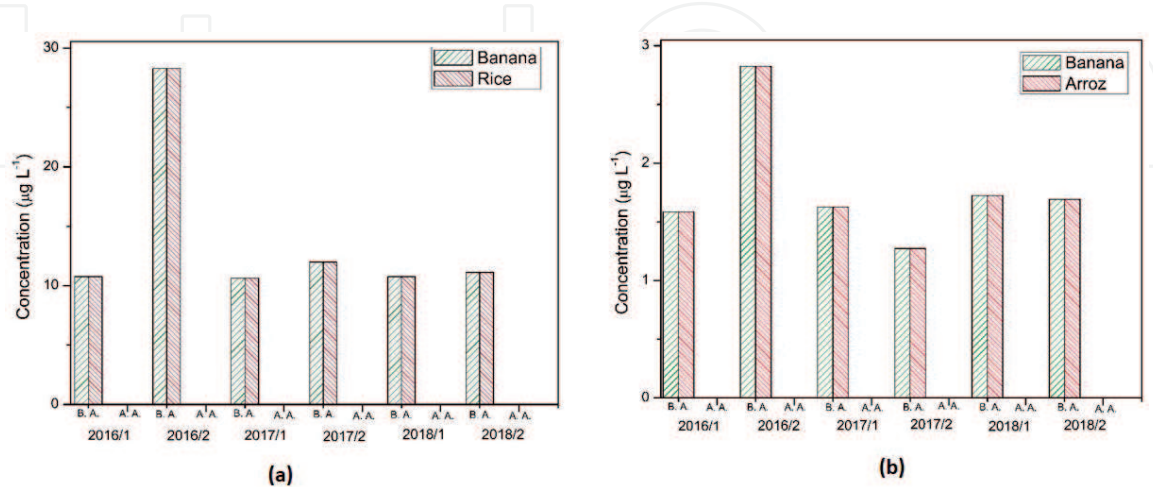 30
20
10
0
Concentration (µg L⁻¹)
Banana
Rice
B. A. A. A. B. A. A. A. B. A. A. A. B. A. A. A. B. A. A. A. B. A. A. A.
2016/1 2016/2 2017/1 2017/2 2018/1 2018/2
(a)
3
2
1
0
Concentration (µg L⁻¹)
Banana
Arroz
B. A. A. A. B. A. A. A. B. A. A. A. B. A. A. A. B. A. A. A. B. A. A. A.
2016/1 2016/2 2017/1 2017/2 2018/1 2018/2
(b)